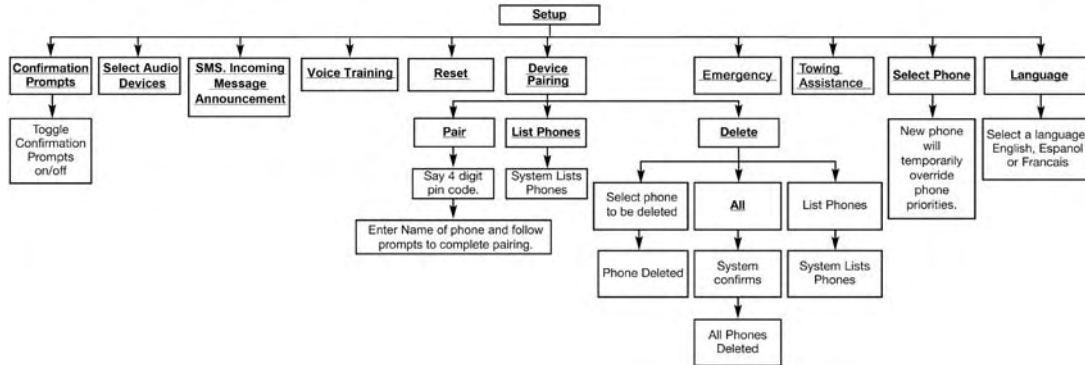 Setup
Confirmation
Prompts
Select Audio
Devices
SMS. Incoming
Message
Announcement
Voice Training
Reset
Device
Pairing
Emergency
Towing
Assistance
Select Phone
Language
Toggle
Confirmation
Prompts
on/off
Pair
List Phones
Delete
New phone
will
temporarily
override
phone
priorities.
Select a language
English, Espanol
or Francais
Say 4 digit
pin code.
System Lists
Phones
Select phone
to be deleted
All
List Phones
Enter Name of phone and follow
prompts to complete pairing.
Phone Deleted
System
confirms
System Lists
Phones
All Phones
Deleted